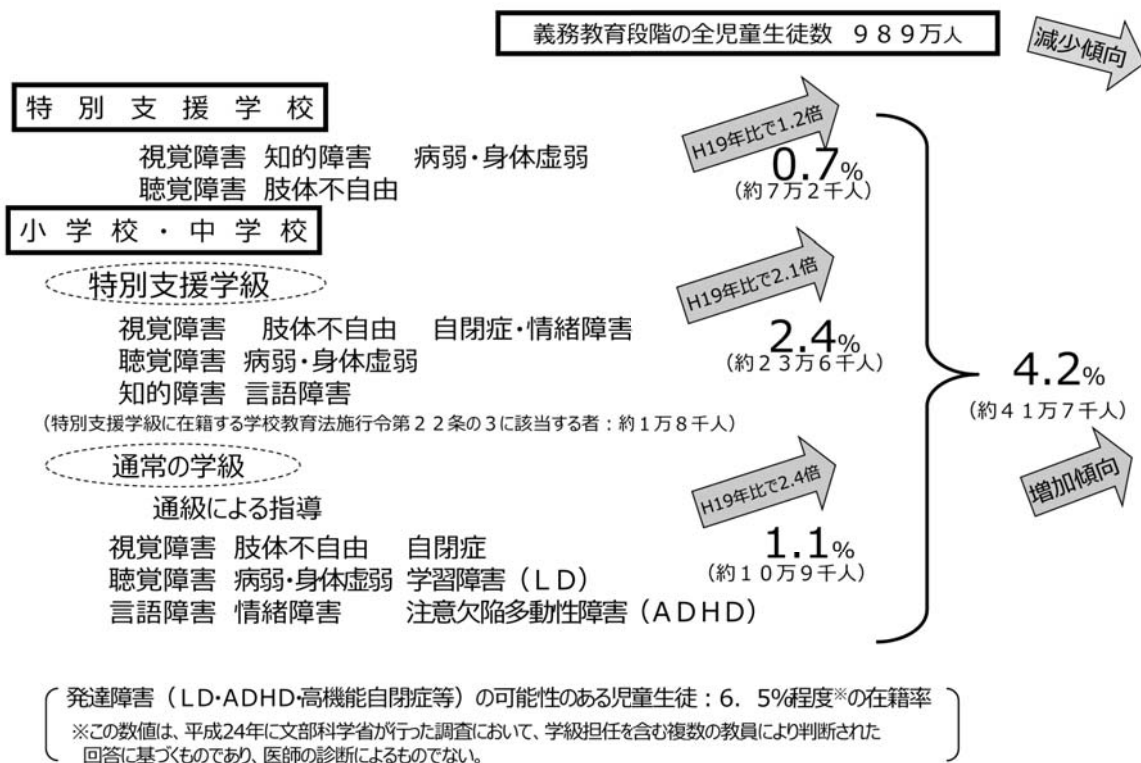 義務教育段階の全児童生徒数 989万人
減少傾向
特別支援学校
H19年比で1.2倍
視覚障害 知的障害 病弱・身体虚弱
聴覚障害 肢体不自由
0.7%
(約7万2千人)
小学校・中学校
特別支援学級
H19年比で2.1倍
視覚障害 肢体不自由 自閉症・情緒障害
聴覚障害 病弱・身体虚弱
知的障害 言語障害
2.4%
(約23万6千人)
(特別支援学級に在籍する学校教育法施行令第22条の3に該当する者:約1万8千人)
4.2%
(約41万7千人)
増加傾向
通常の学級
通級による指導
H19年比で2.4倍
視覚障害 肢体不自由 自閉症
聴覚障害 病弱・身体虚弱 学習障害(LD)
言語障害 情緒障害 注意欠陥多動性障害(ADHD)
1.1%
(約10万9千人)
発達障害(LD・ADHD・高機能自閉症等)の可能性のある児童生徒:6.5%程度※の在籍率
※この数値は、平成24年に文部科学省が行った調査において、学級担任を含む複数の教員により判断された
回答に基づくものであり、医師の診断によるものでない。